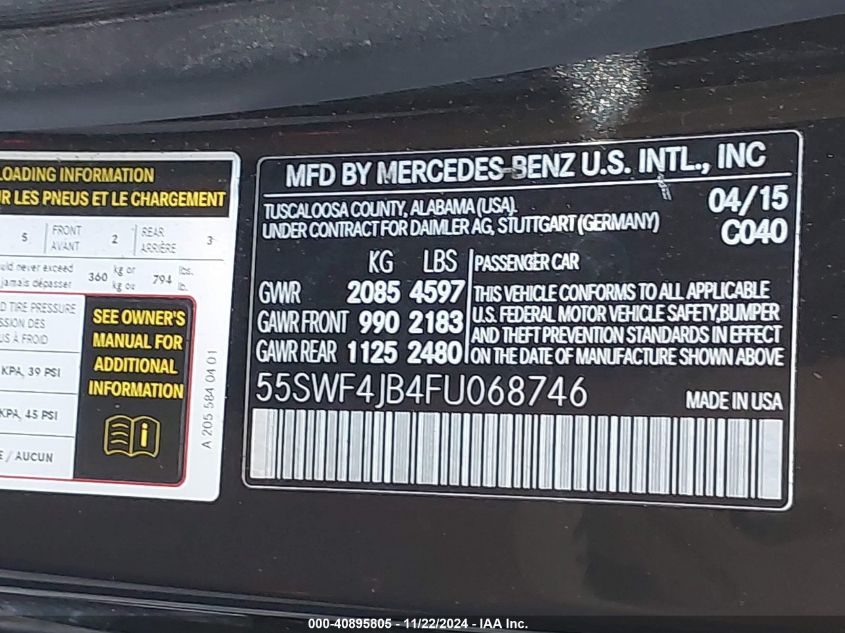 LOADING INFORMATION
R LES PNEUS ET LE CHARGEMENT
5 FRONT AVANT 2 REAR ARRIÈRE 3
uld never exceed 360 kg or 794 lbs.
jamais dépasser kg ou lb.
D TIRE PRESSURE
SSION DES
US À FROID
KPA, 39 PSI
KPA, 45 PSI
E / AUCUN
SEE OWNER'S
MANUAL FOR
ADDITIONAL
INFORMATION
A 205 584 04 01
MFD BY MERCEDES-BENZ U.S. INTL., INC
TUSCALOOSA COUNTY, ALABAMA (USA). 04/15
UNDER CONTRACT FOR DAIMLER AG, STUTTGART (GERMANY) C040
KG LBS PASSENGER CAR
GVWR 2085 4597
GAWR FRONT 990 2183
GAWR REAR 1125 2480
THIS VEHICLE CONFORMS TO ALL APPLICABLE
U.S. FEDERAL MOTOR VEHICLE SAFETY,BUMPER
AND THEFT PREVENTION STANDARDS IN EFFECT
ON THE DATE OF MANUFACTURE SHOWN ABOVE
55SWF4JB4FU068746 MADE IN USA
000-40895805 - 11/22/2024 - IAA Inc.